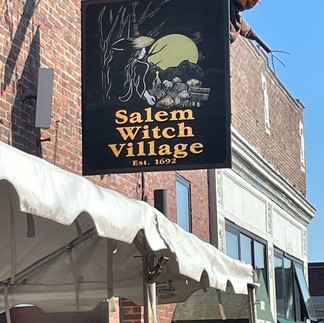 Salem
Witch
Village
Est. 1692